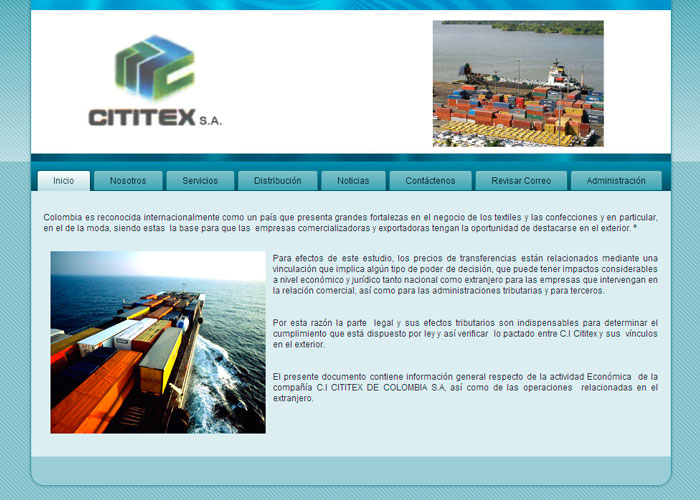 CITITEX S.A.
Inicio Nosotros Servicios Distribución Noticias Contáctenos Revisar Correo Administración
Colombia es reconocida internacionalmente como un país que presenta grandes fortalezas en el negocio de los textiles y las confecciones y en particular,
en el de la moda, siendo estas la base para que las empresas comercializadoras y exportadoras tengan la oportunidad de destacarse en el exterior. º
Para efectos de este estudio, los precios de transferencias están relacionados mediante una
vinculación que implica algún tipo de poder de decisión, que puede tener impactos considerables
a nivel económico y jurídico tanto nacional como extranjero para las empresas que intervengan en
la relación comercial, así como para las administraciones tributarias y para terceros.
Por esta razón la parte legal y sus efectos tributarios son indispensables para determinar el
cumplimiento que está dispuesto por ley y así verificar lo pactado entre C.I Cititex y sus vínculos
en el exterior.
El presente documento contiene información general respecto de la actividad Económica de la
compañía C.I CITITEX DE COLOMBIA S.A, así como de las operaciones relacionadas en el
extranjero.